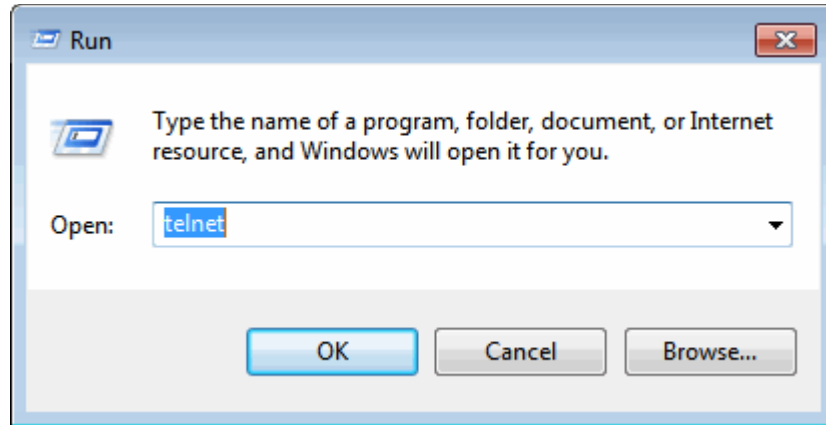 Run
Type the name of a program, folder, document, or Internet
resource, and Windows will open it for you.
Open: telnet
OK Cancel Browse...